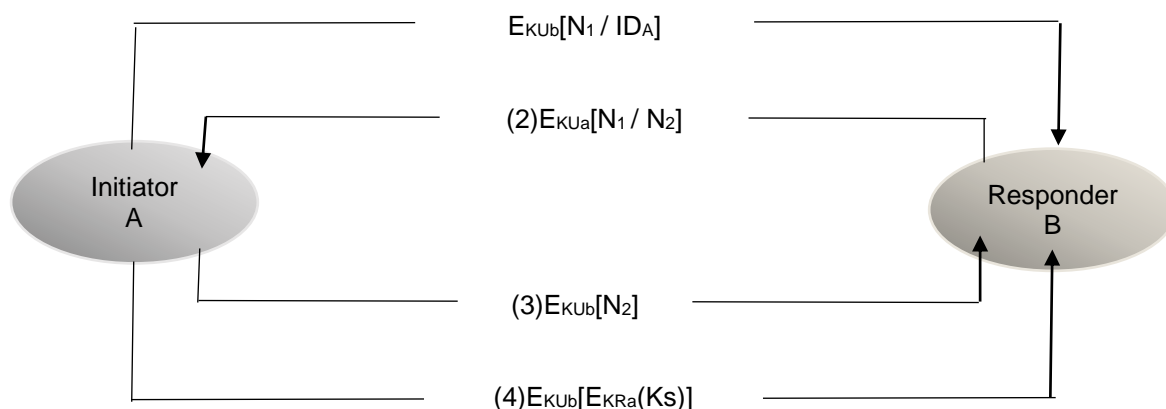 EKUb[N1 / IDA]
(2)EKUa[N1 / N2]
Initiator
A
Responder
B
(3)EKUb[N2]
(4)EKUb[EKRa(Ks)]